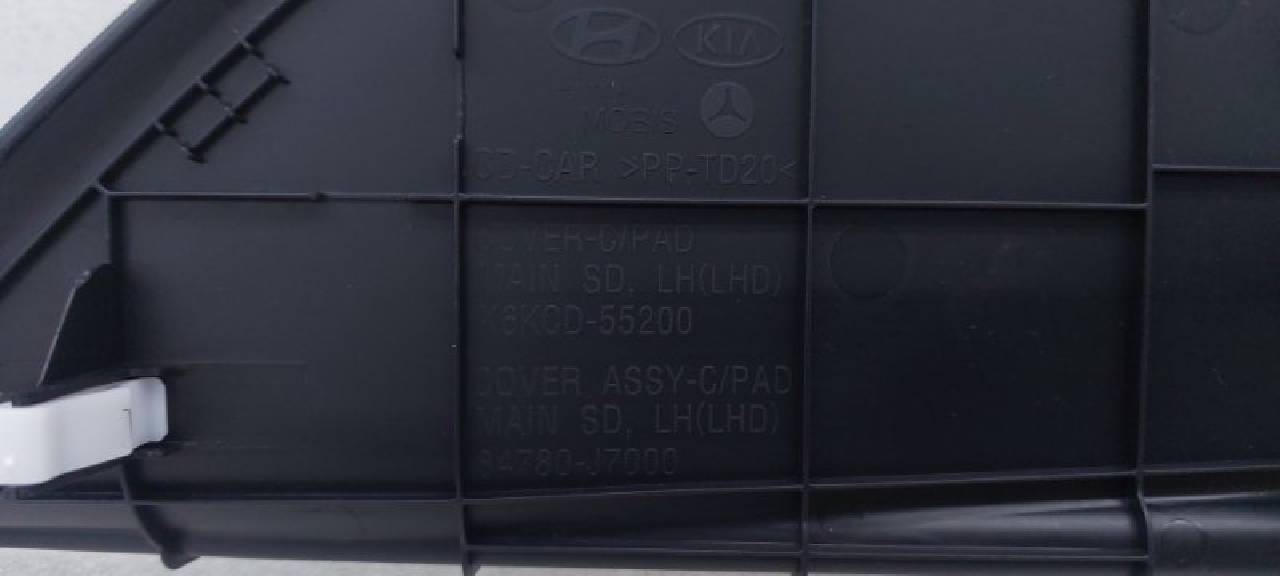 KIA
MOBIS
CD-CAR >PP-TD20<
COVER-C/PAD
MAIN SD, LH(LHD)
K6KCD-55200
COVER ASSY-C/PAD
MAIN SD, LH(LHD)
84780-J7000